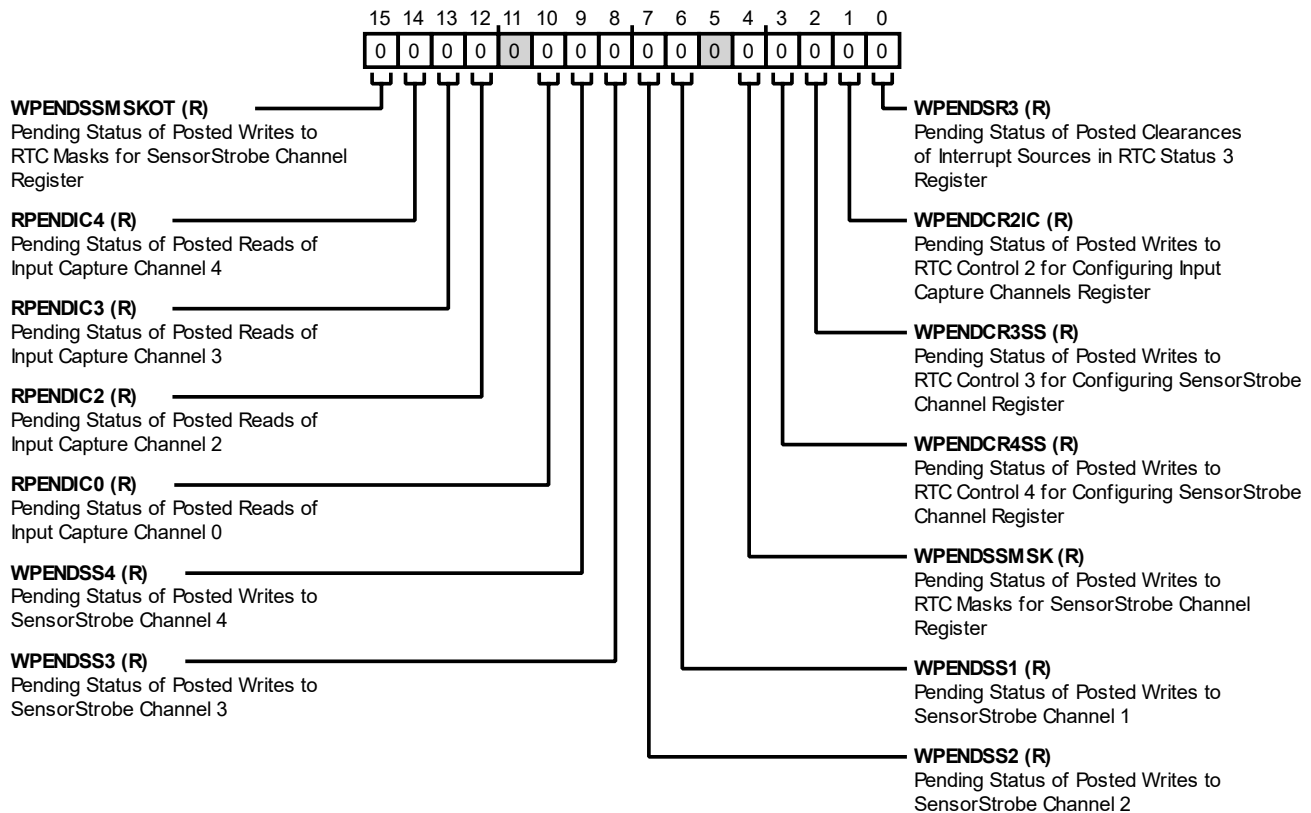 15 14 13 12 11 10 9 8 7 6 5 4 3 2 1 0
0 0 0 0 0 0 0 0 0 0 0 0 0 0 0 0
WPENDSSMSKOT (R)
Pending Status of Posted Writes to
RTC Masks for SensorStrobe Channel
Register
RPENDIC4 (R)
Pending Status of Posted Reads of
Input Capture Channel 4
RPENDIC3 (R)
Pending Status of Posted Reads of
Input Capture Channel 3
RPENDIC2 (R)
Pending Status of Posted Reads of
Input Capture Channel 2
RPENDIC0 (R)
Pending Status of Posted Reads of
Input Capture Channel 0
WPENDSS4 (R)
Pending Status of Posted Writes to
SensorStrobe Channel 4
WPENDSS3 (R)
Pending Status of Posted Writes to
SensorStrobe Channel 3
WPENDSR3 (R)
Pending Status of Posted Clearances
of Interrupt Sources in RTC Status 3
Register
WPENDCR2IC (R)
Pending Status of Posted Writes to
RTC Control 2 for Configuring Input
Capture Channels Register
WPENDCR3SS (R)
Pending Status of Posted Writes to
RTC Control 3 for Configuring SensorStrobe
Channel Register
WPENDCR4SS (R)
Pending Status of Posted Writes to
RTC Control 4 for Configuring SensorStrobe
Channel Register
WPENDSSMSK (R)
Pending Status of Posted Writes to
RTC Masks for SensorStrobe Channel
Register
WPENDSS1 (R)
Pending Status of Posted Writes to
SensorStrobe Channel 1
WPENDSS2 (R)
Pending Status of Posted Writes to
SensorStrobe Channel 2